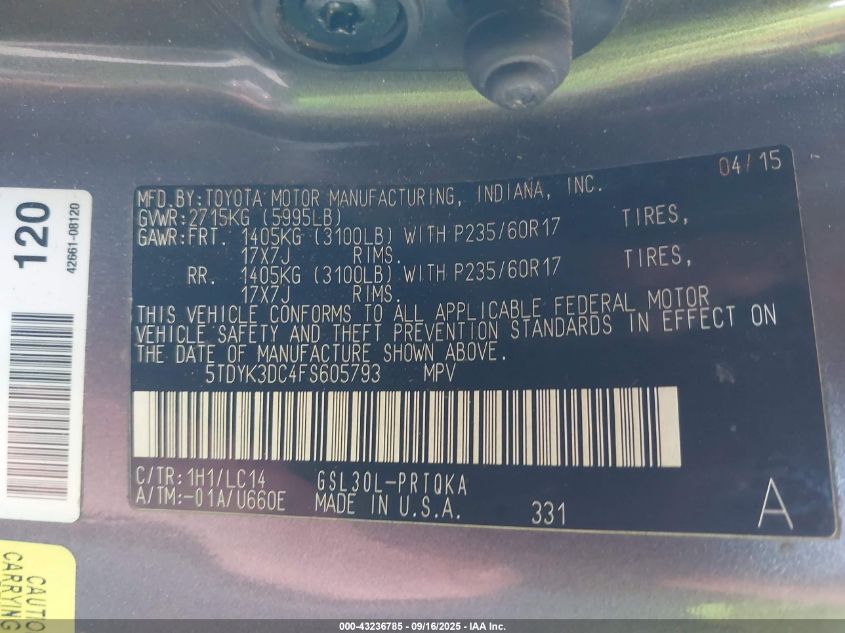 04/15
MFD.BY:TOYOTA MOTOR MANUFACTURING, INDIANA, INC.
GVWR:2715KG (5995LB)
GAWR:FRT. 1405KG (3100LB) WITH P235/60R17 TIRES,
17X7J RIMS.
RR. 1405KG (3100LB) WITH P235/60R17 TIRES,
17X7J RIMS.
THIS VEHICLE CONFORMS TO ALL APPLICABLE FEDERAL MOTOR
VEHICLE SAFETY AND THEFT PREVENTION STANDARDS IN EFFECT ON
THE DATE OF MANUFACTURE SHOWN ABOVE.
5TDYK3DC4FS605793 MPV
C/TR:1H1/LC14 GSL30L-PRTQKA
A/TM:-01A/U660E MADE IN U.S.A. 331 A
120
42661-08120
CAUTIO
CARRYING
000-43236785 - 09/16/2025 - IAA Inc.